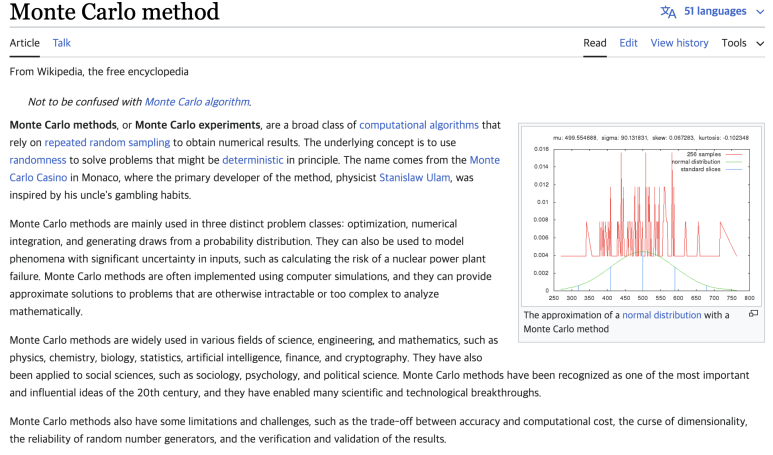 Monte Carlo method
51 languages
Article Talk
Read Edit View history Tools
From Wikipedia, the free encyclopedia
Not to be confused with Monte Carlo algorithm.
Monte Carlo methods, or Monte Carlo experiments, are a broad class of computational algorithms that
rely on repeated random sampling to obtain numerical results. The underlying concept is to use
randomness to solve problems that might be deterministic in principle. The name comes from the Monte
Carlo Casino in Monaco, where the primary developer of the method, physicist Stanislaw Ulam, was
inspired by his uncle's gambling habits.
Monte Carlo methods are mainly used in three distinct problem classes: optimization, numerical
integration, and generating draws from a probability distribution. They can also be used to model
phenomena with significant uncertainty in inputs, such as calculating the risk of a nuclear power plant
failure. Monte Carlo methods are often implemented using computer simulations, and they can provide
approximate solutions to problems that are otherwise intractable or too complex to analyze
mathematically.
Monte Carlo methods are widely used in various fields of science, engineering, and mathematics, such as
physics, chemistry, biology, statistics, artificial intelligence, finance, and cryptography. They have also
been applied to social sciences, such as sociology, psychology, and political science. Monte Carlo methods have been recognized as one of the most important
and influential ideas of the 20th century, and they have enabled many scientific and technological breakthroughs.
Monte Carlo methods also have some limitations and challenges, such as the trade-off between accuracy and computational cost, the curse of dimensionality,
the reliability of random number generators, and the verification and validation of the results.
mu: 499.554688, sigma: 90.131831, skew: 0.067283, kurtosis: -0.102348
256 samples
normal distribution
standard slices
0.016
0.014
0.012
0.01
0.008
0.006
0.004
0.002
0
250 300 350 400 450 500 550 600 650 700 750 800
The approximation of a normal distribution with a
Monte Carlo method